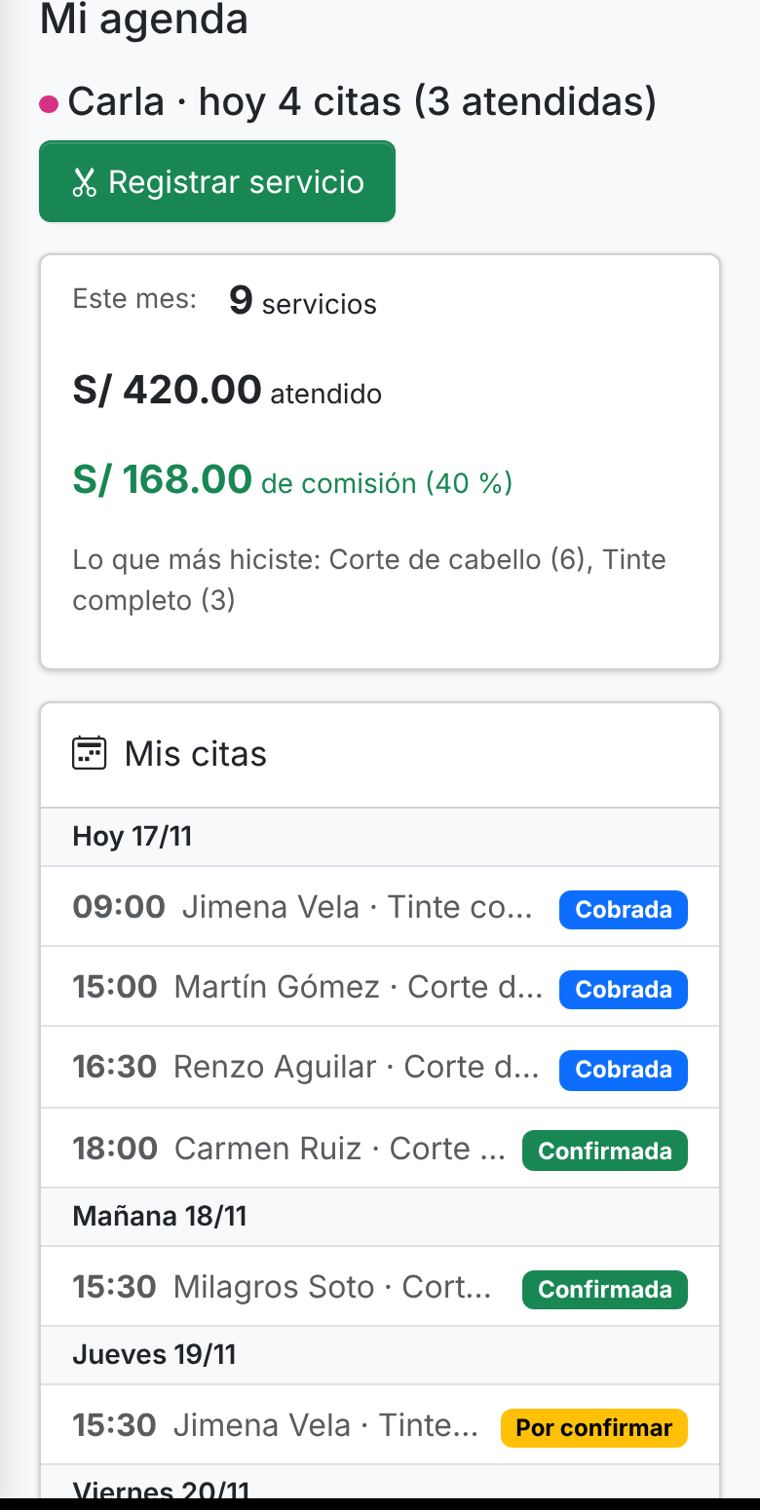 Mi agenda
Carla · hoy 4 citas (3 atendidas)
Registrar servicio
Este mes: 9 servicios
S/ 420.00 atendido
S/ 168.00 de comisión (40 %)
Lo que más hiciste: Corte de cabello (6), Tinte
completo (3)
Mis citas
Hoy 17/11
09:00 Jimena Vela · Tinte co... Cobrada
15:00 Martín Gómez · Corte d... Cobrada
16:30 Renzo Aguilar · Corte d... Cobrada
18:00 Carmen Ruiz · Corte ... Confirmada
Mañana 18/11
15:30 Milagros Soto · Cort... Confirmada
Jueves 19/11
15:30 Jimena Vela · Tinte... Por confirmar
Viernes 20/11